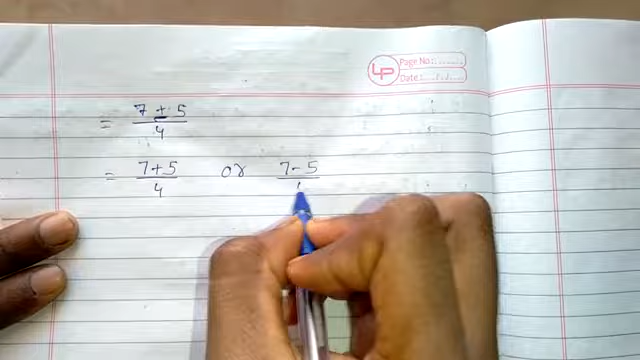 LP Page No.: ......
Date: ../../...
= 7 ± 5 / 4
= 7+5 / 4 or 7-5 /